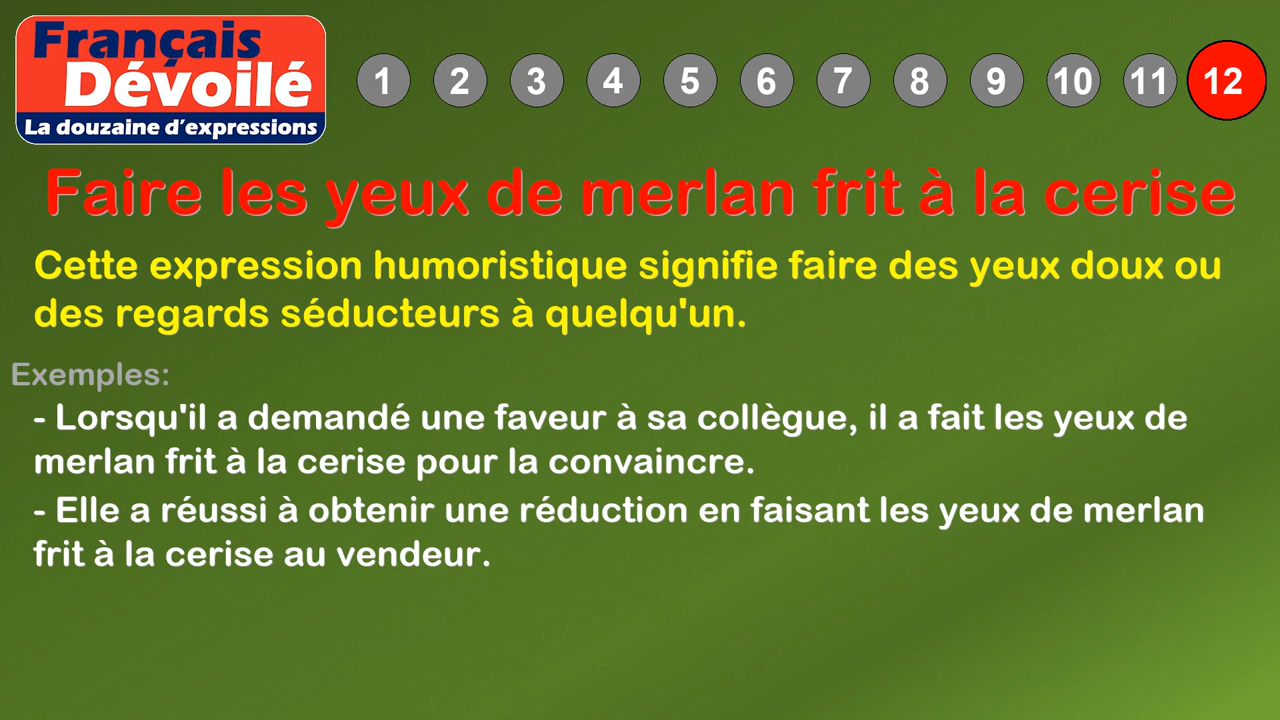 Français
Dévoilé
La douzaine d'expressions
1 2 3 4 5 6 7 8 9 10 11 12
Faire les yeux de merlan frit à la cerise
Cette expression humoristique signifie faire des yeux doux ou
des regards séducteurs à quelqu'un.
Exemples:
- Lorsqu'il a demandé une faveur à sa collègue, il a fait les yeux de
merlan frit à la cerise pour la convaincre.
- Elle a réussi à obtenir une réduction en faisant les yeux de merlan
frit à la cerise au vendeur.